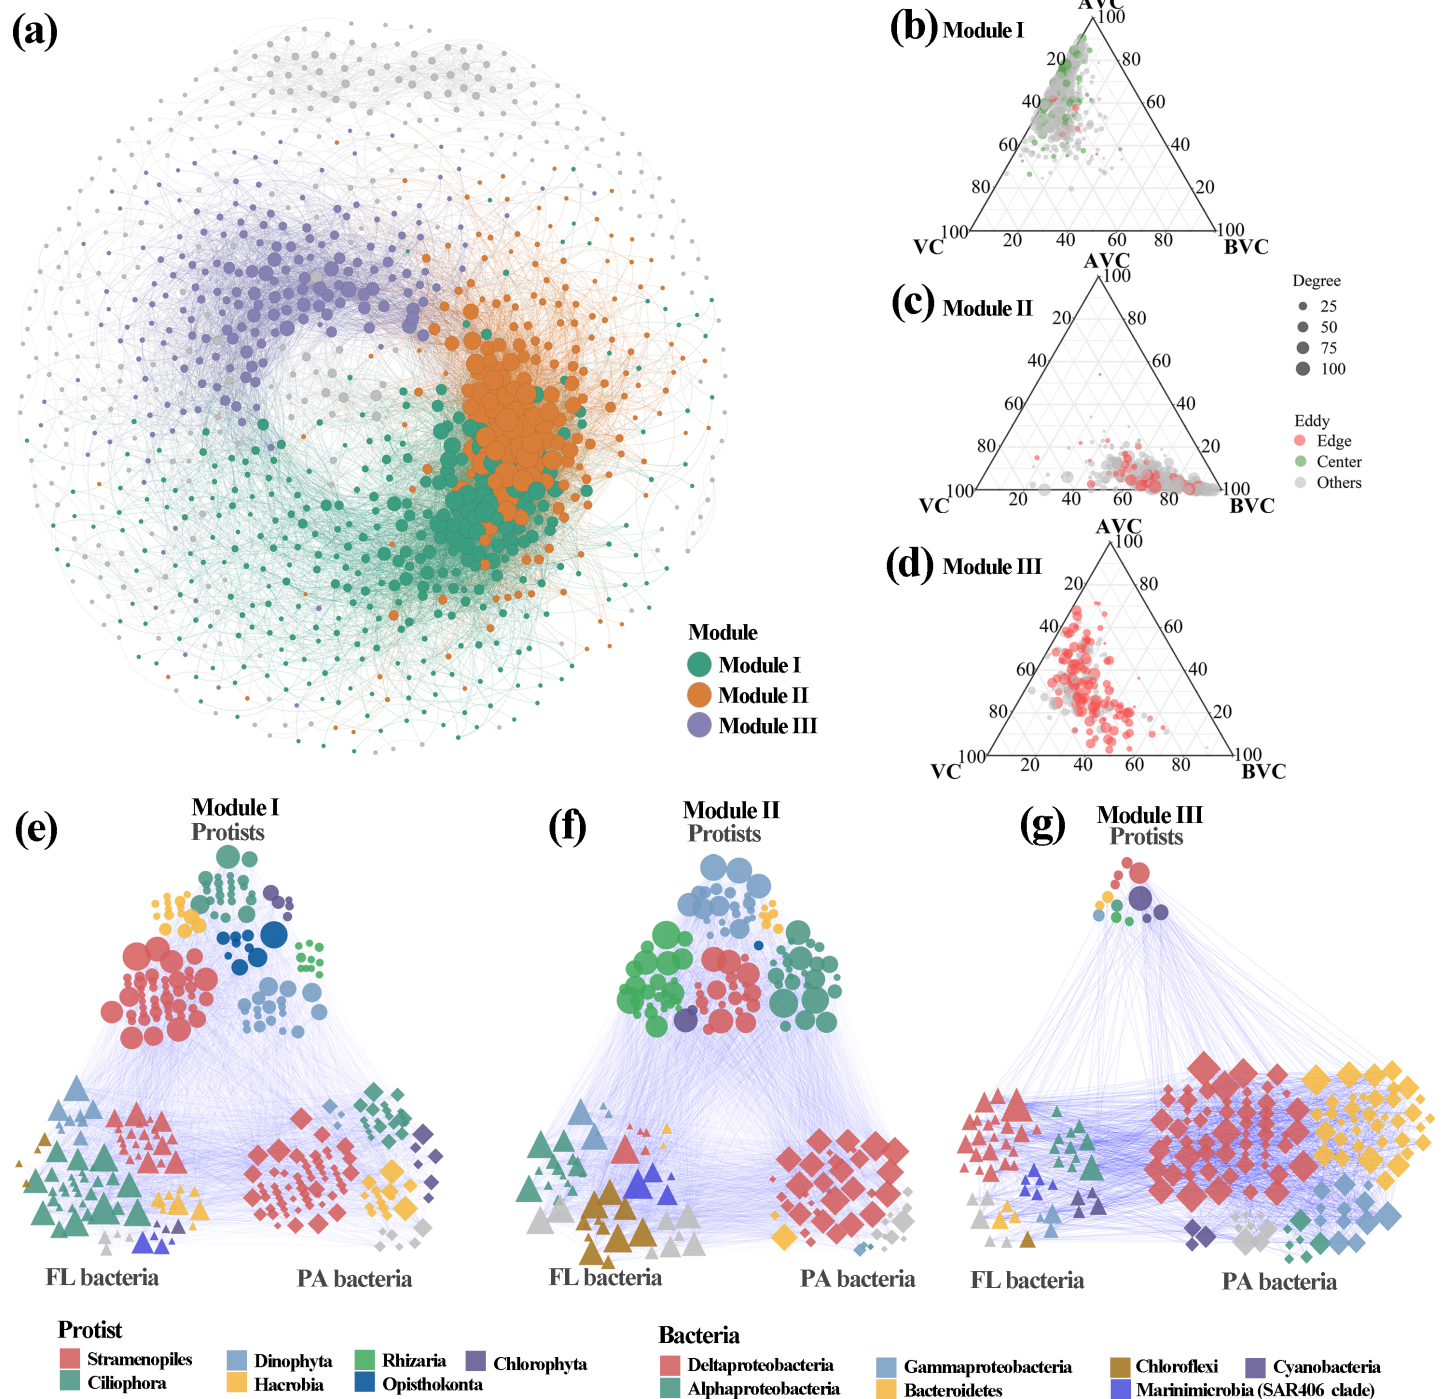 (a)
Module
Module I
Module II
Module III
(b) Module I
AVC
100
20 80
40 60
60 40
80 20
100 100
VC 20 40 60 80 BVC
(c) Module II
AVC
100
20 80
40 60
60 40
80 20
100 100
VC 20 40 60 80 BVC
Degree
25
50
75
100
Eddy
Edge
Center
Others
(d) Module III
AVC
100
20 80
40 60
60 40
80 20
100 100
VC 20 40 60 80 BVC
(e) Module I
Protists
FL bacteria PA bacteria
(f) Module II
Protists
FL bacteria PA bacteria
(g) Module III
Protists
FL bacteria PA bacteria
Protist
Stramenopiles Dinophyta Rhizaria Chlorophyta
Ciliophora Hacrobia Opisthokonta
Bacteria
Deltaproteobacteria Gammaproteobacteria Chloroflexi Cyanobacteria
Alphaproteobacteria Bacteroidetes Marinimicrobia (SAR406 clade)